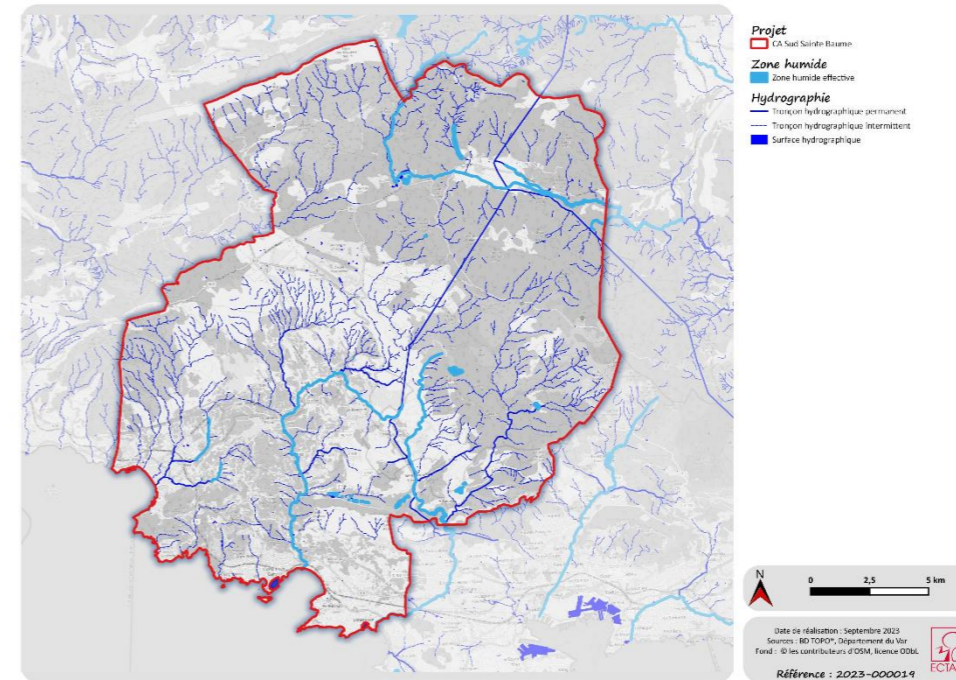 Projet
CA Sud Sainte Baume
Zone humide
Zone humide effective
Hydrographie
Tronçon hydrographique permanent
Tronçon hydrographique intermittent
Surface hydrographique
N
0 2,5 5 km
Date de réalisation : Septembre 2023
Sources : BD TOPO®, Département du Var
Fond : © les contributeurs d'OSM, licence ODbL
Référence : 2023-000019